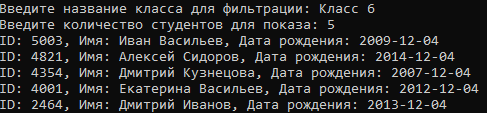 Введите название класса для фильтрации: Класс 6
Введите количество студентов для показа: 5
ID: 5003, Имя: Иван Васильев, Дата рождения: 2009-12-04
ID: 4821, Имя: Алексей Сидоров, Дата рождения: 2014-12-04
ID: 4354, Имя: Дмитрий Кузнецова, Дата рождения: 2007-12-04
ID: 4001, Имя: Екатерина Васильев, Дата рождения: 2012-12-04
ID: 2464, Имя: Дмитрий Иванов, Дата рождения: 2013-12-04